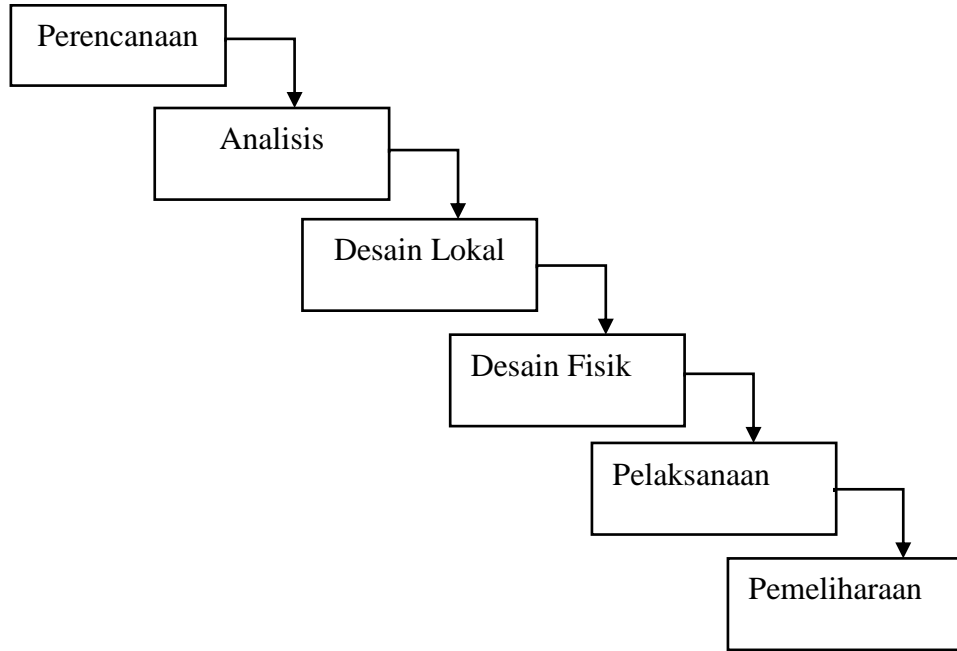 Perencanaan
Analisis
Desain Lokal
Desain Fisik
Pelaksanaan
Pemeliharaan